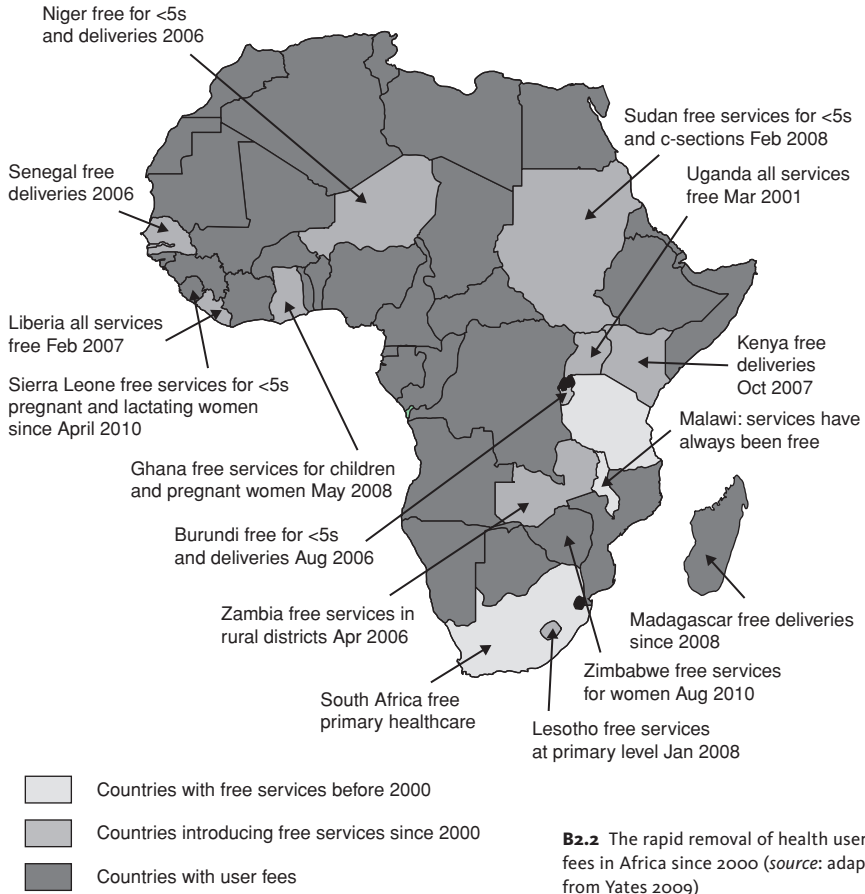 Niger free for <5s
and deliveries 2006
Sudan free services for <5s
and c-sections Feb 2008
Senegal free
deliveries 2006
Uganda all services
free Mar 2001
Liberia all services
free Feb 2007
Kenya free
deliveries
Oct 2007
Sierra Leone free services for <5s
pregnant and lactating women
since April 2010
Malawi: services have
always been free
Ghana free services for children
and pregnant women May 2008
Burundi free for <5s
and deliveries Aug 2006
Zambia free services in
rural districts Apr 2006
Madagascar free deliveries
since 2008
Zimbabwe free services
for women Aug 2010
South Africa free
primary healthcare
Lesotho free services
at primary level Jan 2008
Countries with free services before 2000
Countries introducing free services since 2000
Countries with user fees
B2.2 The rapid removal of health user
fees in Africa since 2000 (source:
from Yates 2009)